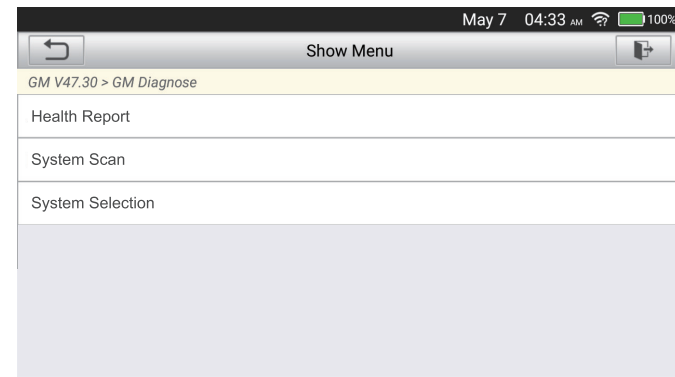 May 7 04:33 AM 100%
Show Menu
GM V47.30 > GM Diagnose
Health Report
System Scan
System Selection